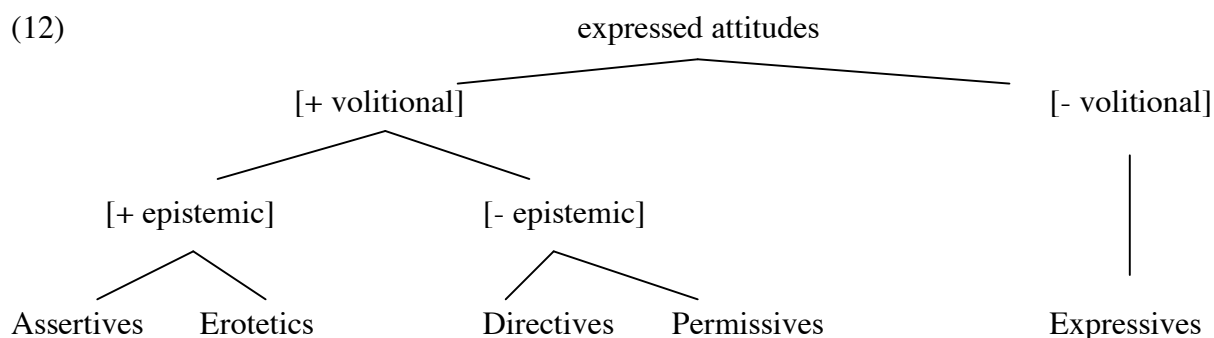 (12) expressed attitudes
[+ volitional] [- volitional]
[+ epistemic] [- epistemic]
Assertives Erotetics Directives Permissives Expressives